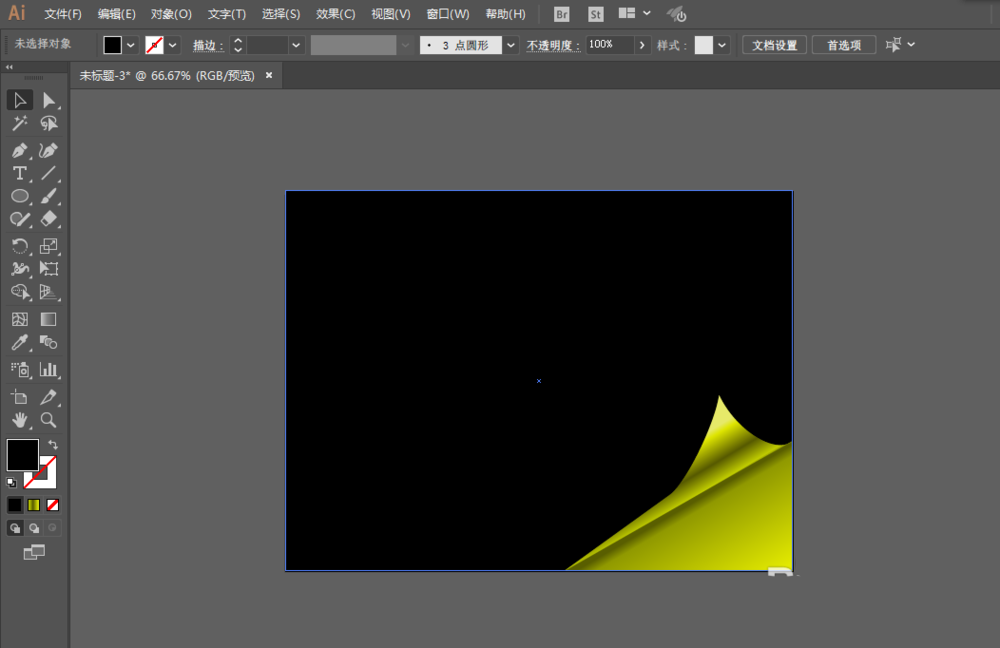 Ai 文件(F) 编辑(E) 对象(O) 文字(T) 选择(S) 效果(C) 视图(V) 窗口(W) 帮助(H) Br St
未选择对象 描边: 3 点圆形 不透明度: 100% 样式: 文档设置 首选项
未标题-3* @ 66.67% (RGB/预览) ×